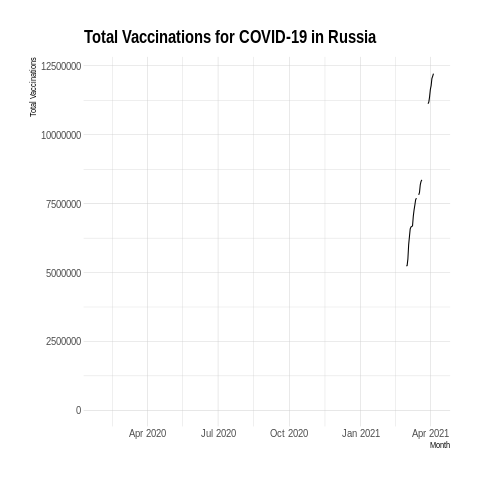 Total Vaccinations for COVID-19 in Russia
Total Vaccinations
12500000
10000000
7500000
5000000
2500000
0
Apr 2020 Jul 2020 Oct 2020 Jan 2021 Apr 2021
Month